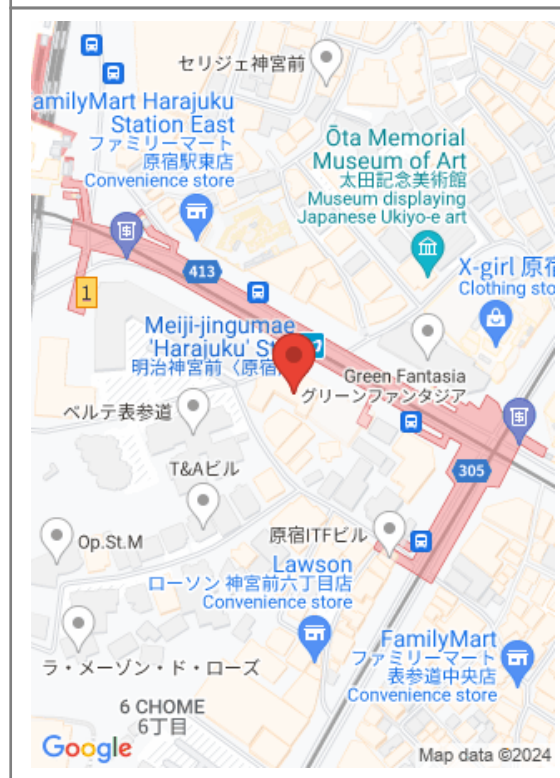 セリジェ神宮前
amilyMart Harajuku
Station East
ファミリーマート
原宿駅東店
Convenience store
Ōta Memorial
Museum of Art
太田記念美術館
Museum displaying
Japanese Ukiyo-e art
413
X-girl 原宿
Clothing sto
1
Meiji-jingumae
'Harajuku' St
明治神宮前〈原宿
Green Fantasia
グリーンファンタジア
ベルテ表参道
T&Aビル
305
Op.St.M
原宿ITFビル
Lawson
ローソン 神宮前六丁目店
Convenience store
FamilyMart
ファミリーマート
表参道中央店
Convenience store
ラ・メーゾン・ド・ローズ
6 CHOME
6丁目
Google
Map data ©2024